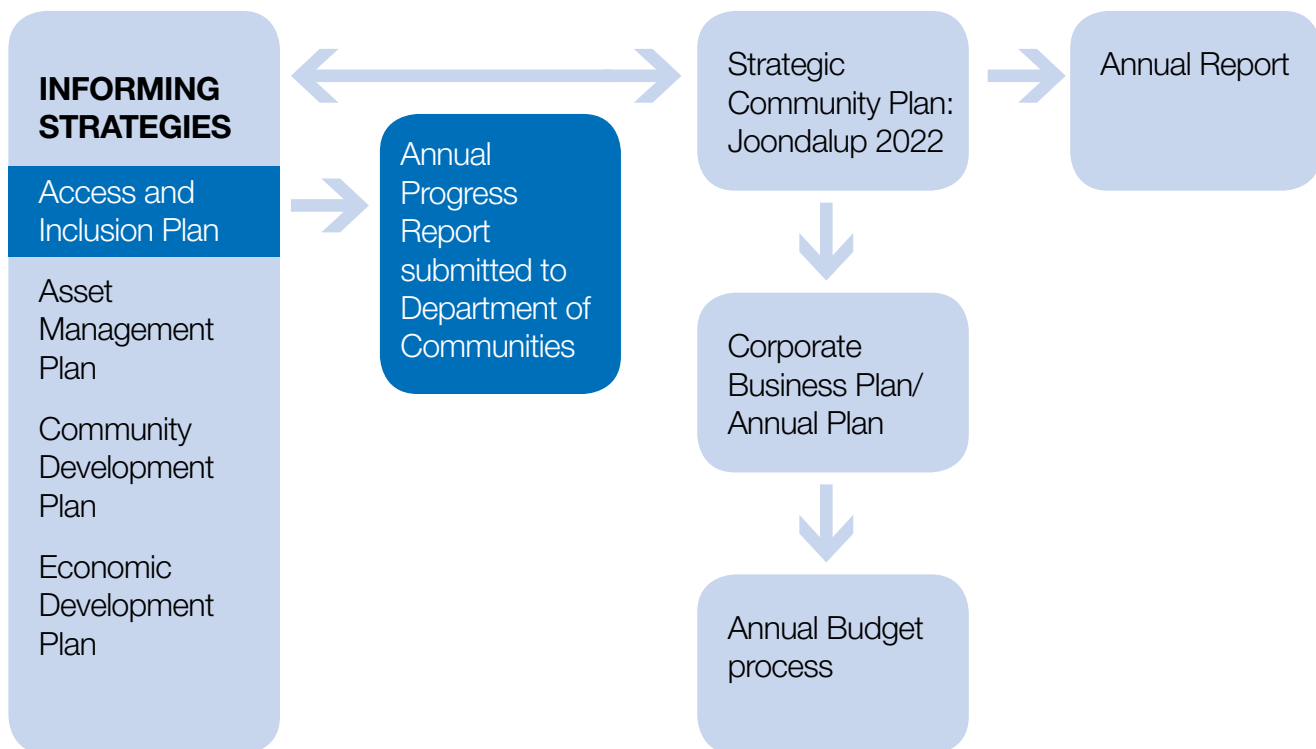 INFORMING
STRATEGIES
Access and
Inclusion Plan
Asset
Management
Plan
Community
Development
Plan
Economic
Development
Plan
Annual
Progress
Report
submitted to
Department of
Communities
Strategic
Community Plan:
Joondalup 2022
Corporate
Business Plan/
Annual Plan
Annual Budget
process
Annual Report